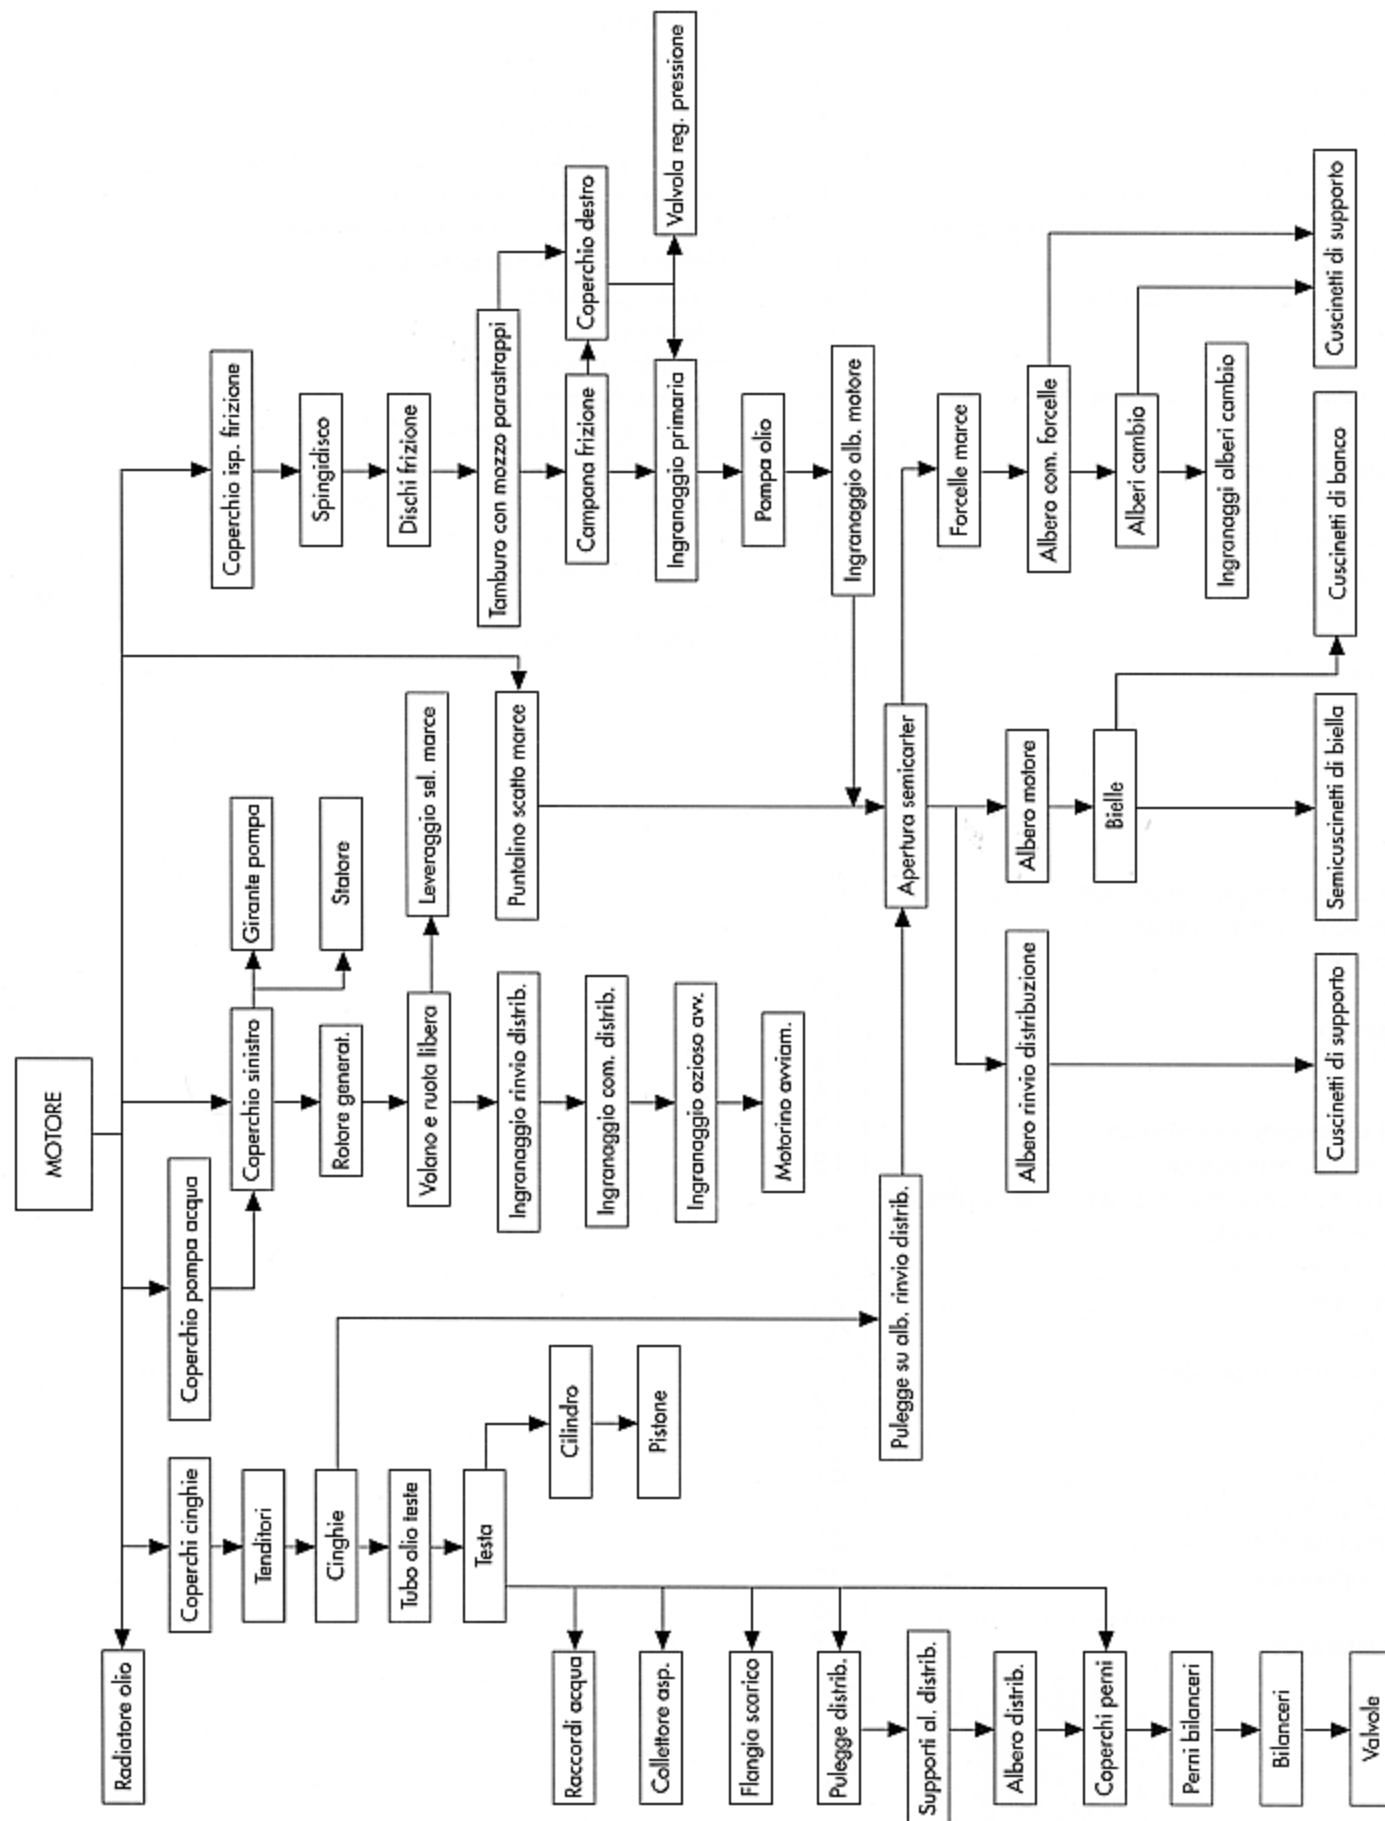 MOTORE
Radiatore olio
Coperchi cinghie
Tenditori
Cinghie
Tubo olio teste
Testa
Cilindro
Pistone
Raccordi acqua
Collettore asp.
Flangia scarico
Pulegge distrib.
Supporti al. distrib.
Albero distrib.
Coperchi perni
Perni bilanceri
Bilanceri
Valvole
Pulegge su alb. rinvio distrib.
Coperchio pompa acqua
Coperchio sinistro
Girante pompa
Statore
Rotore generat.
Volano e ruota libera
Leveraggio sel. marce
Ingranaggio rinvio distrib.
Ingranaggio com. distrib.
Ingranaggio ozioso avv.
Motorino avviam.
Puntalino scatto marce
Coperchio isp. firizione
Spingidisco
Dischi frizione
Tamburo con mozzo parastrappi
Campana frizione
Coperchio destro
Valvola reg. pressione
Ingranaggio primaria
Pompa olio
Ingranaggio alb. motore
Apertura semicarter
Albero rinvio distribuzione
Cuscinetti di supporto
Albero motore
Bielle
Semicuscinetti di biella
Cuscinetti di banco
Forcelle marce
Albero com. forcelle
Alberi cambio
Ingranaggi alberi cambio
Cuscinetti di supporto